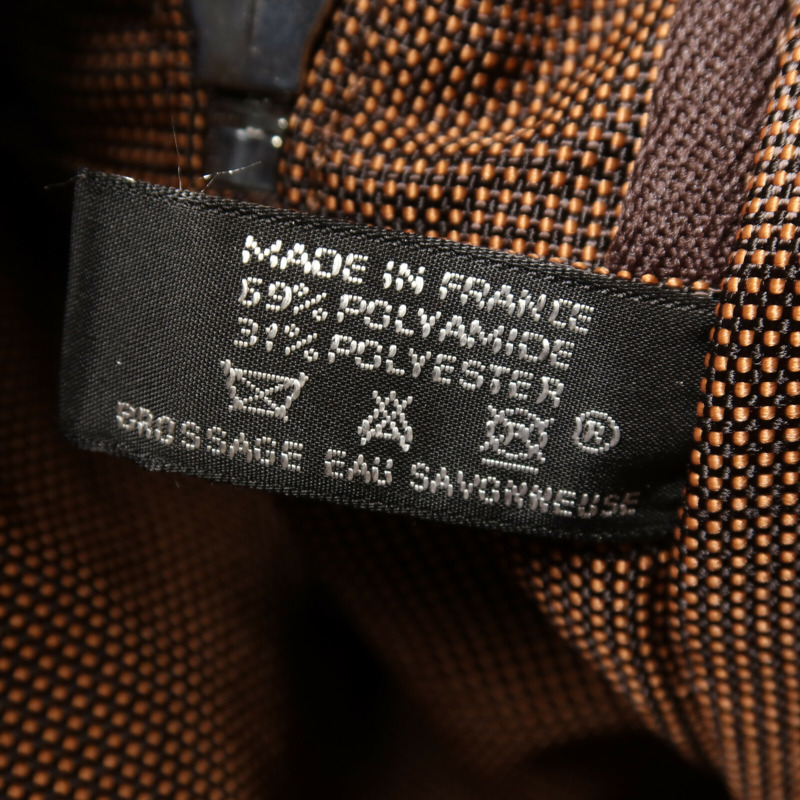 MADE IN FRANCE
69% POLYAMIDE
31% POLYESTER
®
BROSSAGE EAU SAVONNEUSE